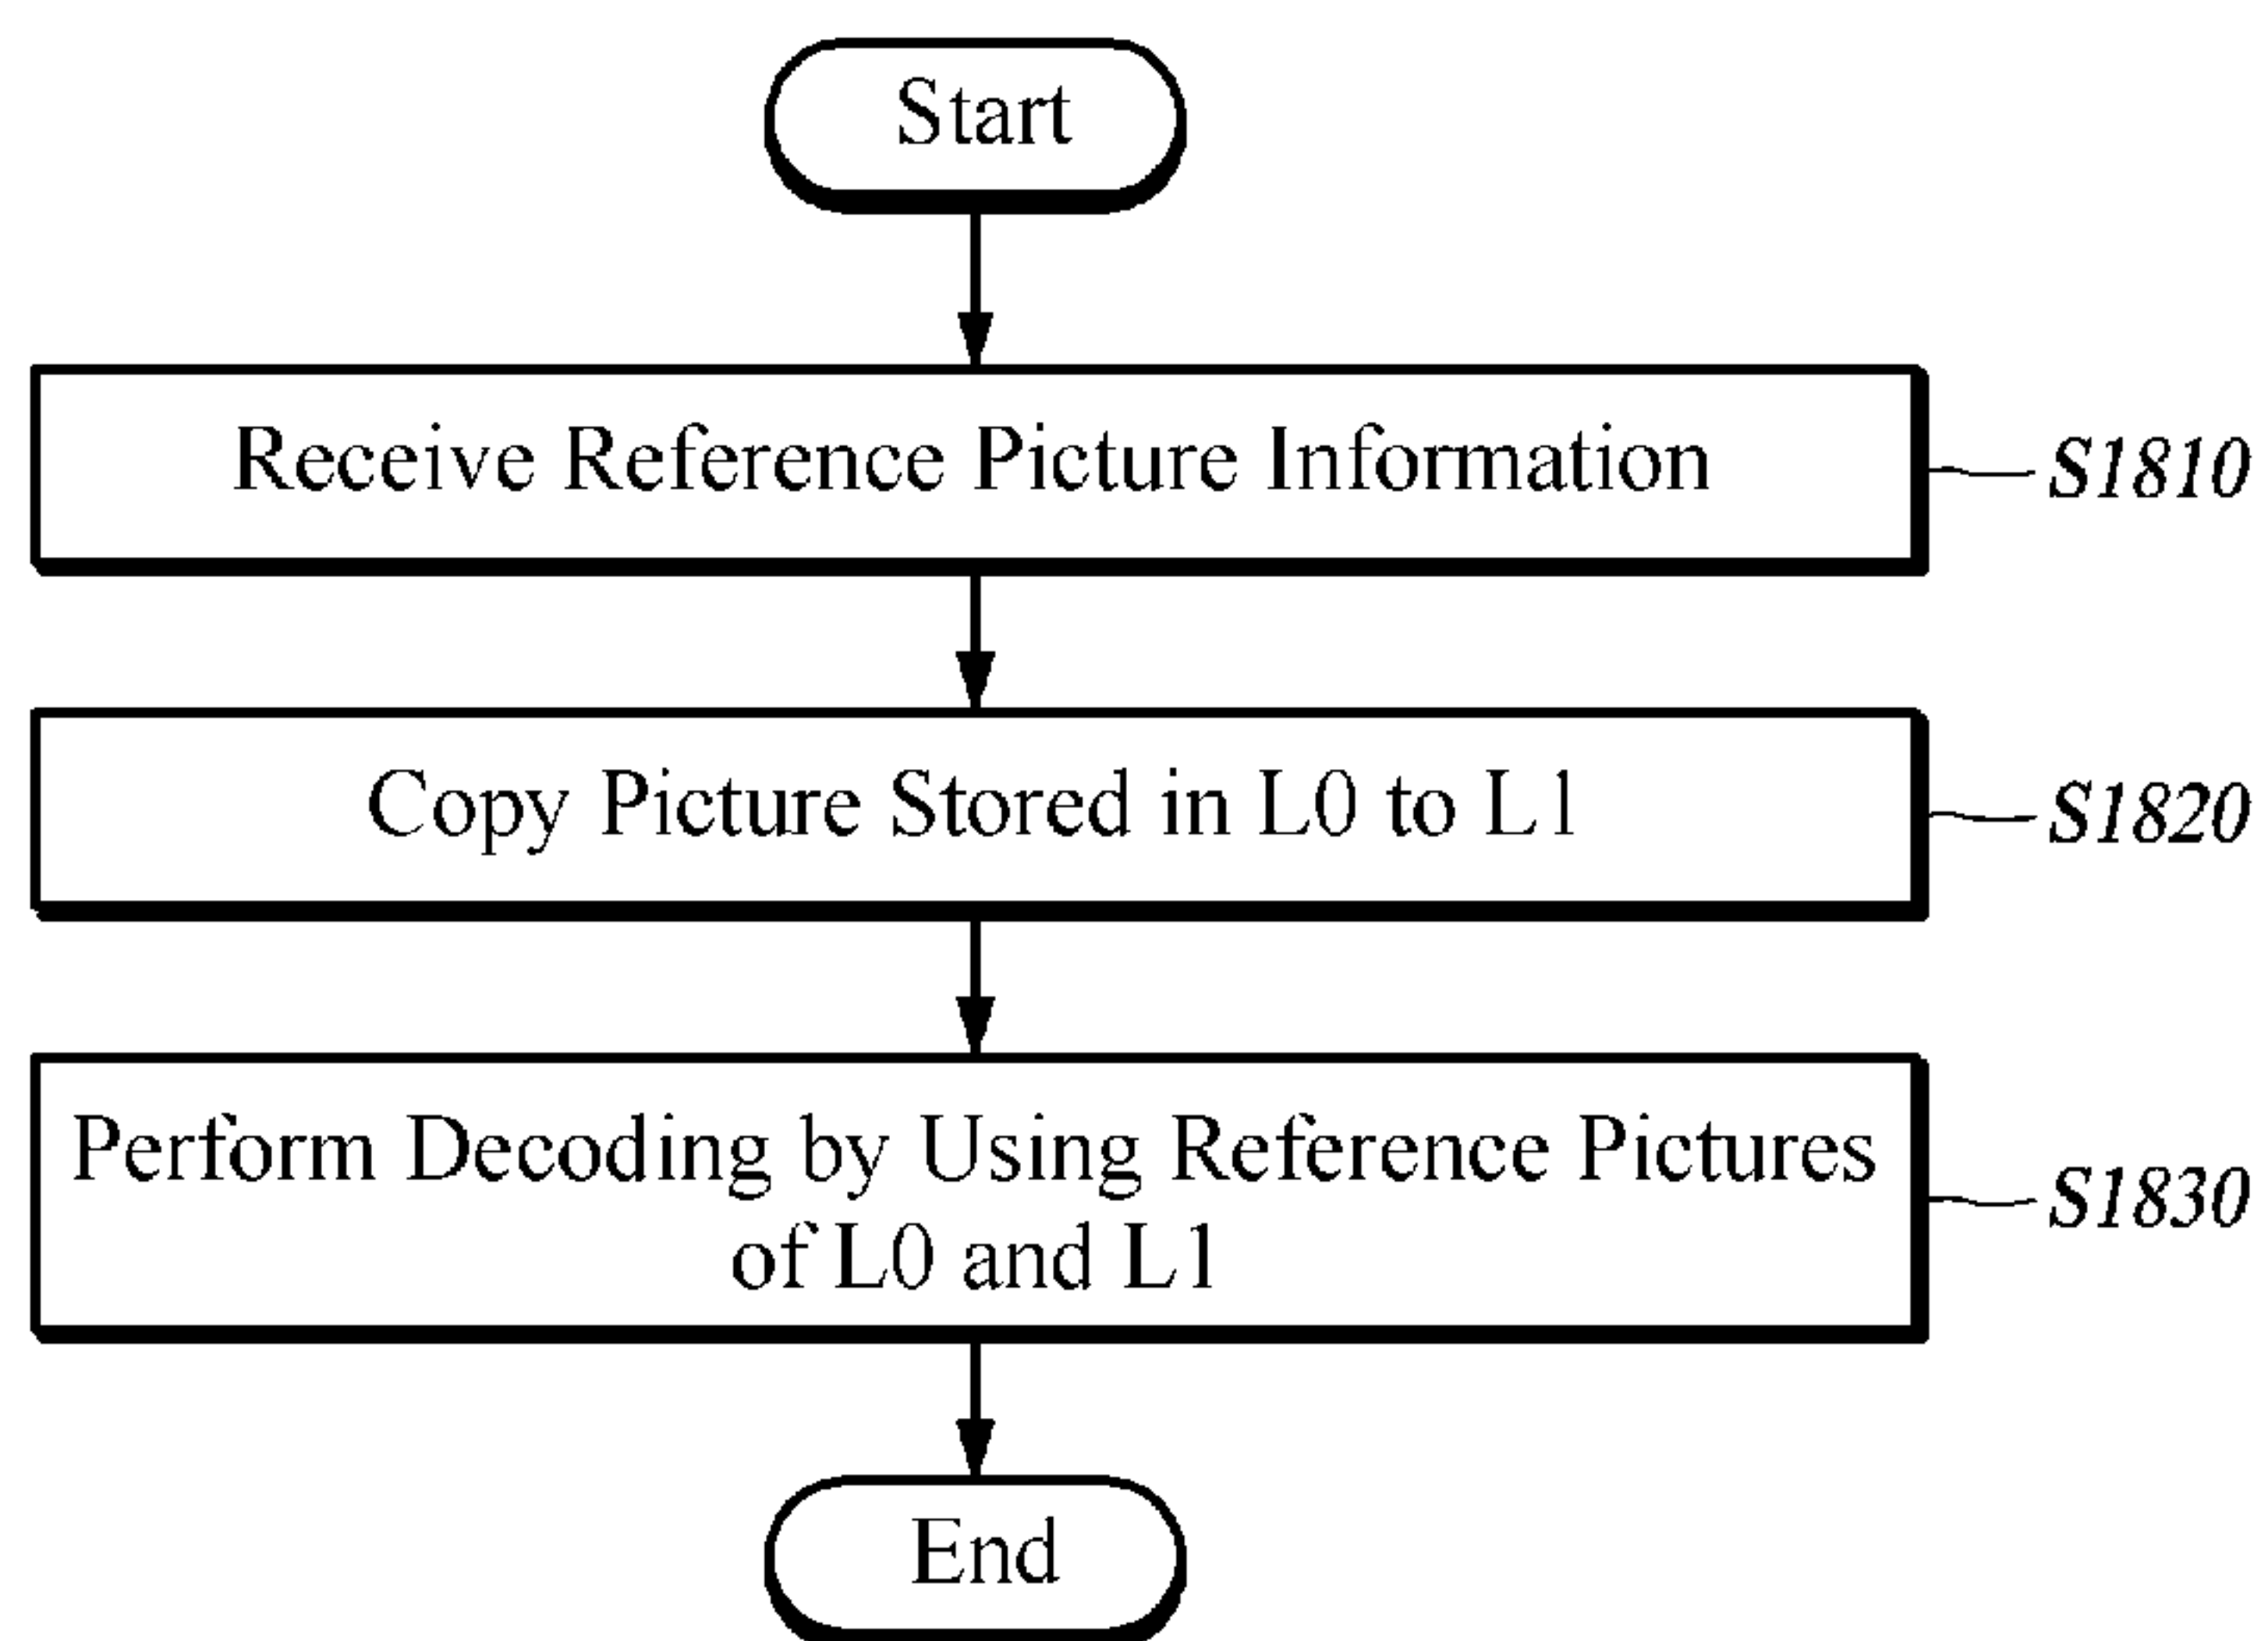 Start
Receive Reference Picture Information
S1810
Copy Picture Stored in L0 to L1
S1820
Perform Decoding by Using Reference Pictures
of L0 and L1
S1830
End